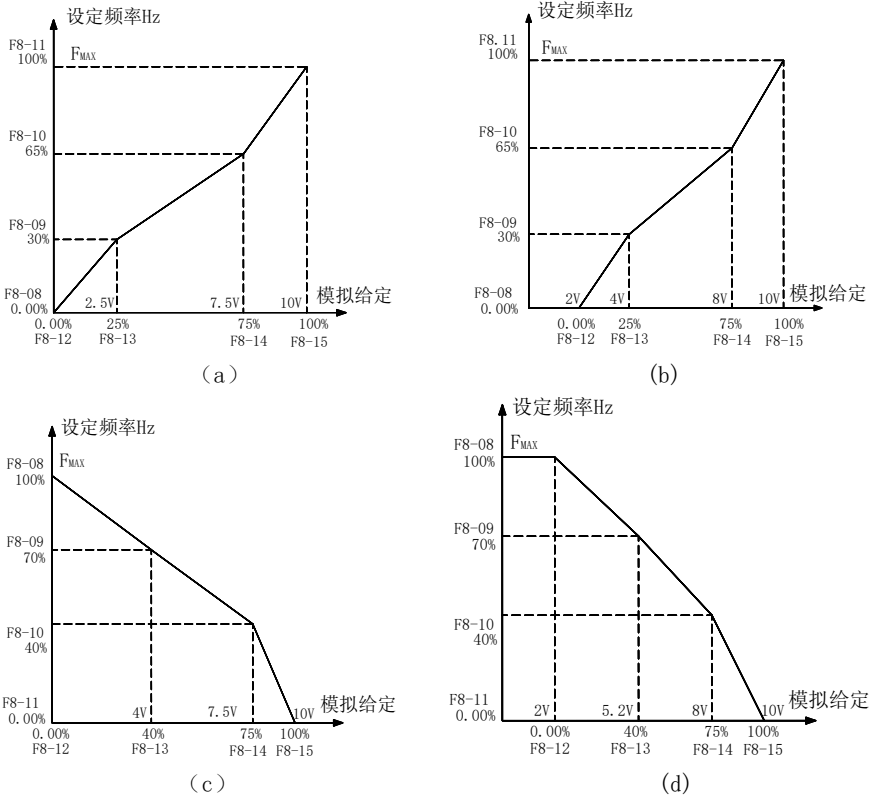 设定频率Hz
F8-11
100%
FMAX
F8-10
65%
F8-09
30%
F8-08
0.00%
2.5V
7.5V
10V
模拟给定
0.00%
25%
75%
100%
F8-12
F8-13
F8-14
F8-15
(a)
设定频率Hz
F8.11
100%
FMAX
F8-10
65%
F8-09
30%
F8-08
0.00%
2V
4V
8V
10V
模拟给定
0.00%
25%
75%
100%
F8-12
F8-13
F8-14
F8-15
(b)
设定频率Hz
F8-08
100%
FMAX
F8-09
70%
F8-10
40%
F8-11
0.00%
4V
7.5V
10V
模拟给定
0.00%
40%
75%
100%
F8-12
F8-13
F8-14
F8-15
(c)
设定频率Hz
F8-08
100%
FMAX
F8-09
70%
F8-10
40%
F8-11
0.00%
2V
5.2V
8V
10V
模拟给定
0.00%
40%
75%
100%
F8-12
F8-13
F8-14
F8-15
(d)